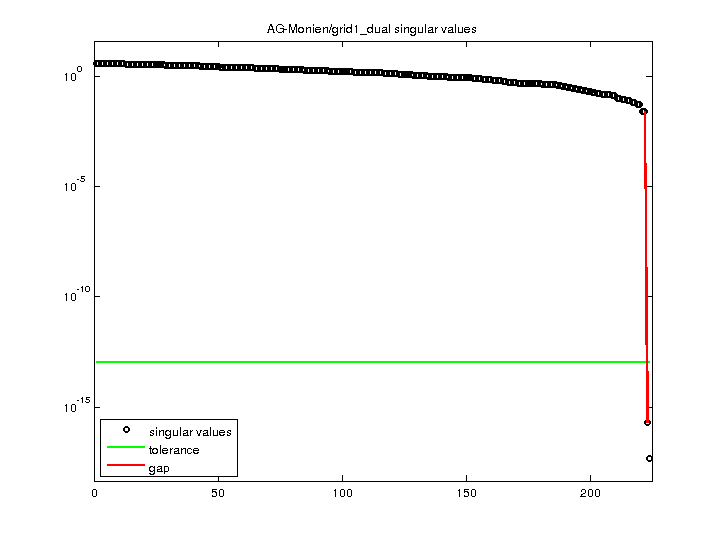 AG-Monien/grid1_dual singular values
10^0
10^-5
10^-10
10^-15
singular values
tolerance
gap
0 50 100 150 200